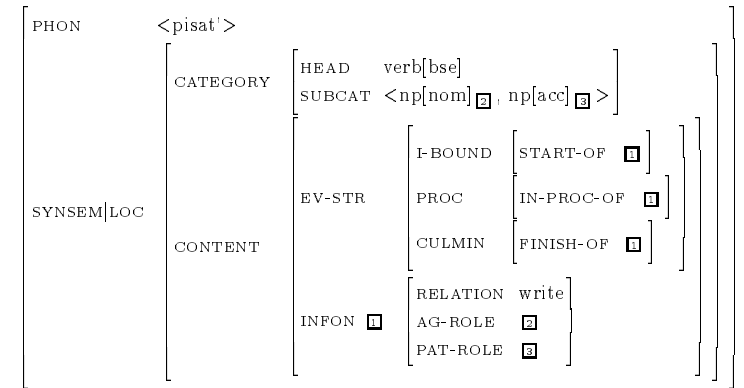 PHON <pisat'>
CATEGORY HEAD verb[bse]
SUBCAT <np[nom] 2 , np[acc] 3 >
I-BOUND START-OF 1
EV-STR PROC IN-PROC-OF 1
SYNSEM|LOC
CULMIN FINISH-OF 1
CONTENT
RELATION write
INFON 1 AG-ROLE 2
PAT-ROLE 3